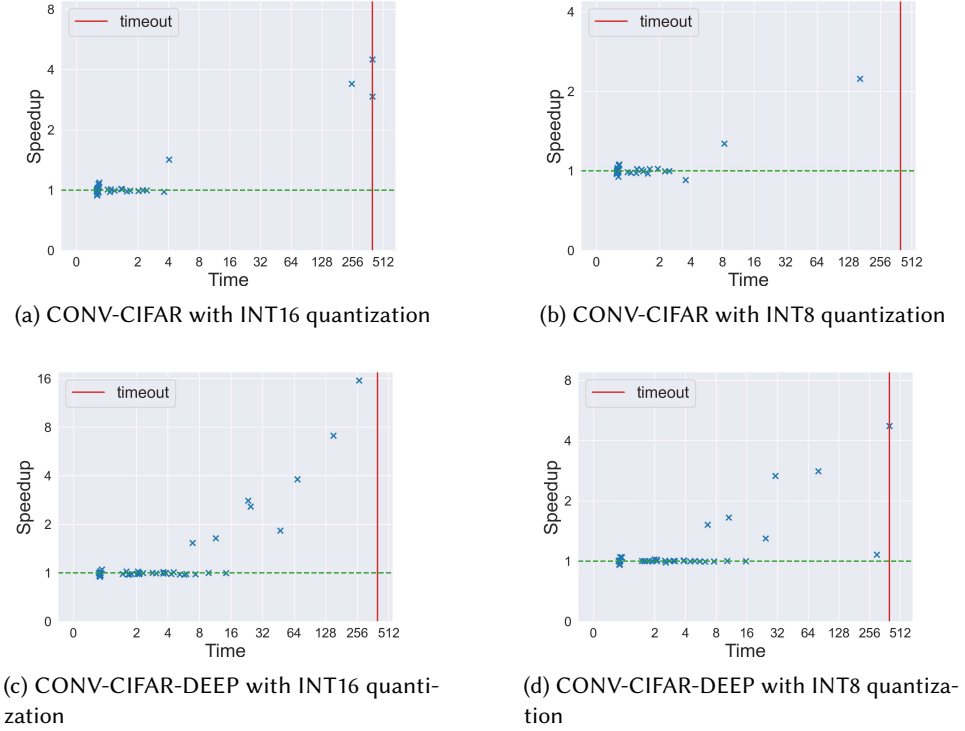 8
4
2
1
0
Speedup
timeout
0 2 4 8 16 32 64 128 256 512
Time
(a) CONV-CIFAR with INT16 quantization
4
2
1
0
Speedup
timeout
0 2 4 8 16 32 64 128 256 512
Time
(b) CONV-CIFAR with INT8 quantization
16
8
4
2
1
0
Speedup
timeout
0 2 4 8 16 32 64 128 256 512
Time
(c) CONV-CIFAR-DEEP with INT16 quanti-
zation
8
4
2
1
0
Speedup
timeout
0 2 4 8 16 32 64 128 256 512
Time
(d) CONV-CIFAR-DEEP with INT8 quantiza-
tion